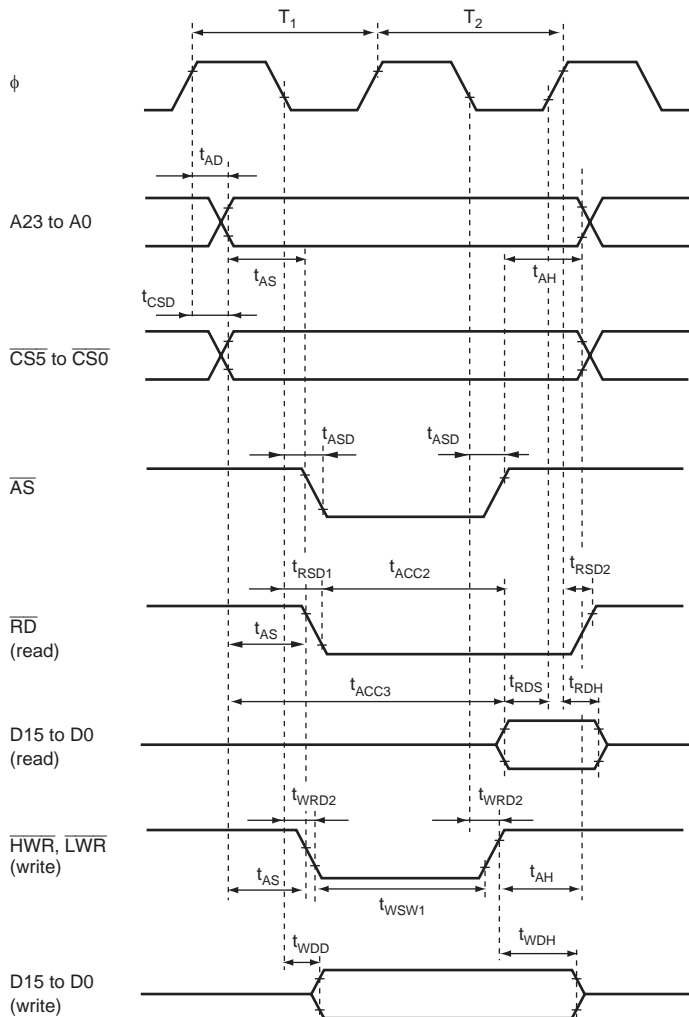 T1 T2
ϕ
tAD
A23 to A0
tAS tAH
tCSD
CS5 to CS0
tASD tASD
AS
tRSD1 tACC2 tRSD2
RD
(read)
tAS
tACC3 tRDS tRDH
D15 to D0
(read)
tWRD2 tWRD2
HWR, LWR
(write)
tAS tAH
tWSW1
tWDD tWDH
D15 to D0
(write)